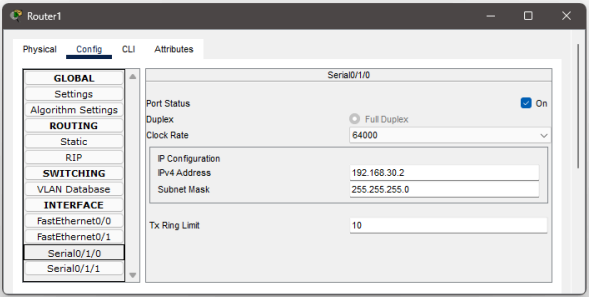 Router1
Physical Config CLI Attributes
GLOBAL
Settings
Algorithm Settings
ROUTING
Static
RIP
SWITCHING
VLAN Database
INTERFACE
FastEthernet0/0
FastEthernet0/1
Serial0/1/0
Serial0/1/1
Serial0/1/0
Port Status On
Duplex Full Duplex
Clock Rate 64000
IP Configuration
IPv4 Address 192.168.30.2
Subnet Mask 255.255.255.0
Tx Ring Limit 10